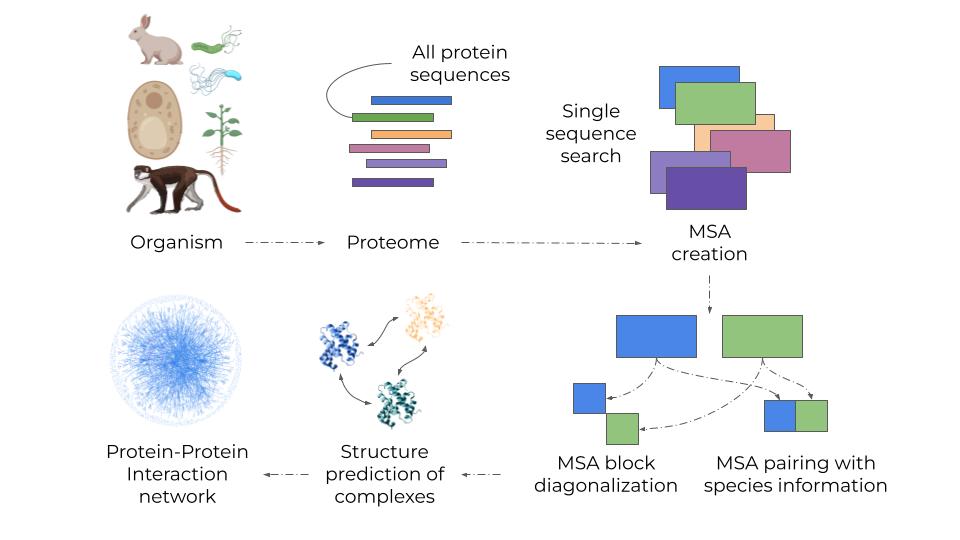 All protein
sequences
Single
sequence
search
Organism
Proteome
MSA
creation
Protein-Protein
Interaction
network
Structure
prediction of
complexes
MSA block
diagonalization
MSA pairing with
species information